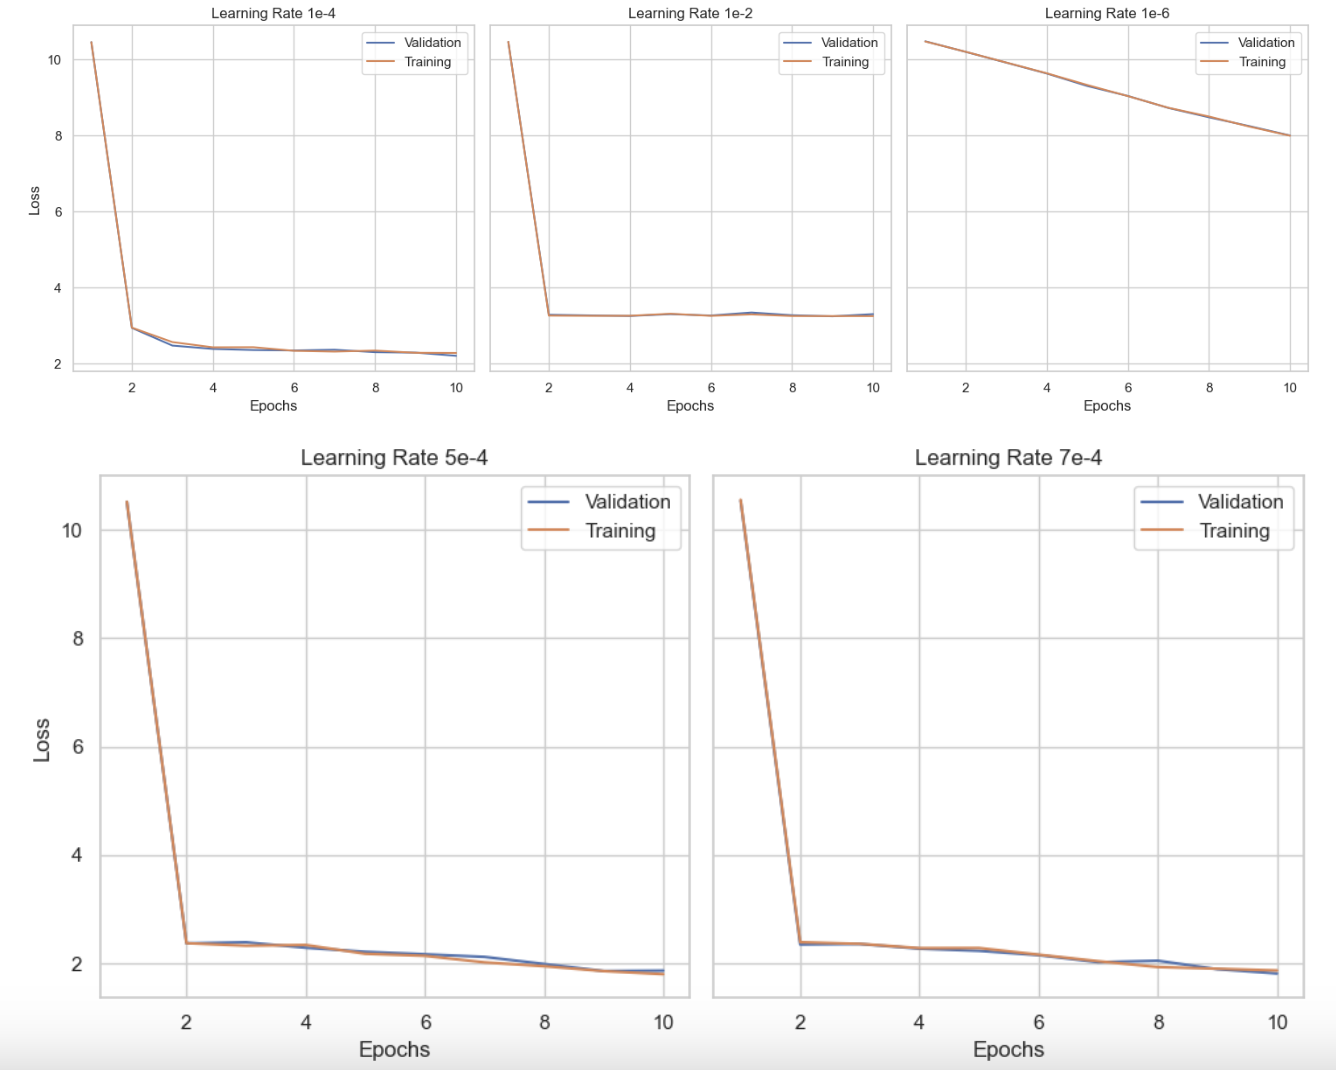 Learning Rate 1e-4
Learning Rate 1e-2
Learning Rate 1e-6
Validation
Training
Validation
Training
Validation
Training
Loss
10
8
6
4
2
2 4 6 8 10
2 4 6 8 10
2 4 6 8 10
Epochs
Epochs
Epochs
Learning Rate 5e-4
Learning Rate 7e-4
Validation
Training
Validation
Training
Loss
10
8
6
4
2
2 4 6 8 10
2 4 6 8 10
Epochs
Epochs